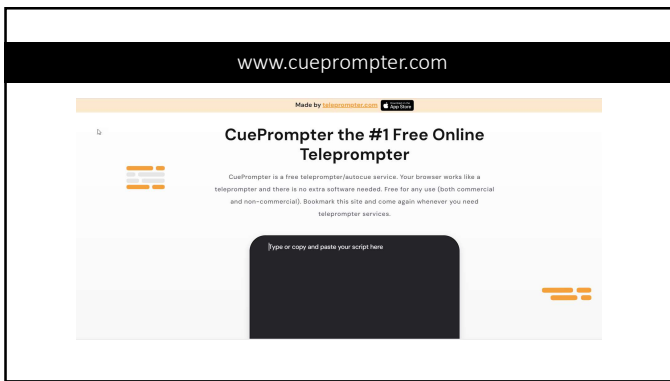 www.cueprompter.com
Made by teleprompter.com Download on the App Store
CuePrompter the #1 Free Online
Teleprompter
CuePrompter is a free teleprompter/autocue service. Your browser works like a
teleprompter and there is no extra software needed. Free for any use (both commercial
and non-commercial). Bookmark this site and come again whenever you need
teleprompter services.
Type or copy and paste your script here